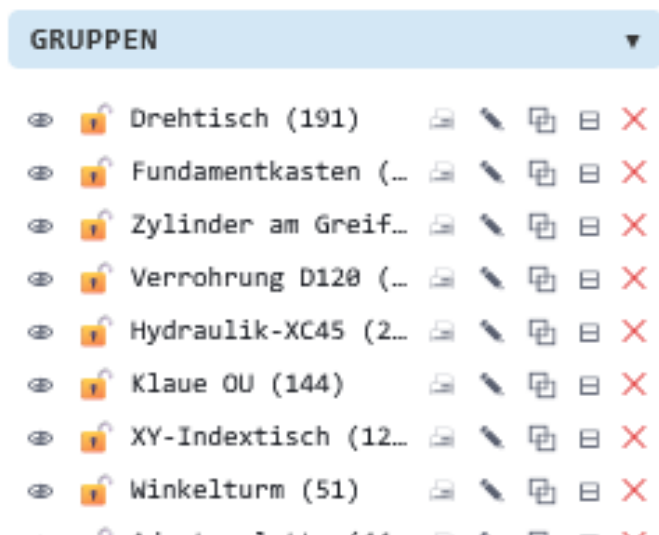 GRUPPEN ▼
Drehtisch (191)
Fundamentkasten (…
Zylinder am Greif…
Verrohrung D120 (…
Hydraulik-XC45 (2…
Klaue OU (144)
XY-Indextisch (12…
Winkelturm (51)